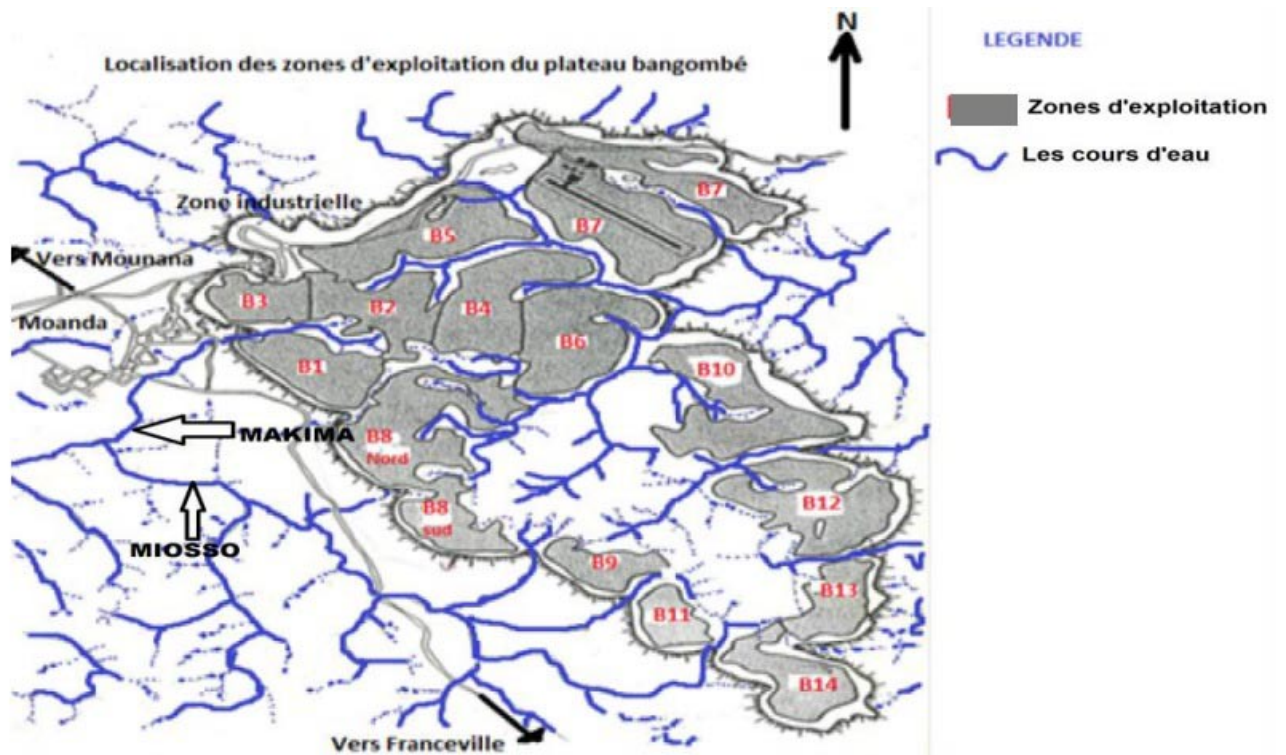 N
LEGENDE
Localisation des zones d'exploitation du plateau bangombé
Zones d'exploitation
Les cours d'eau
Zone industrielle
B7
B5
B7
Vers Mounana
B3
B2
B4
Moanda
B6
B1
B10
MAKIMA
B8
Nord
B12
B8
sud
MIOSSO
B9
B13
B11
B14
Vers Franceville